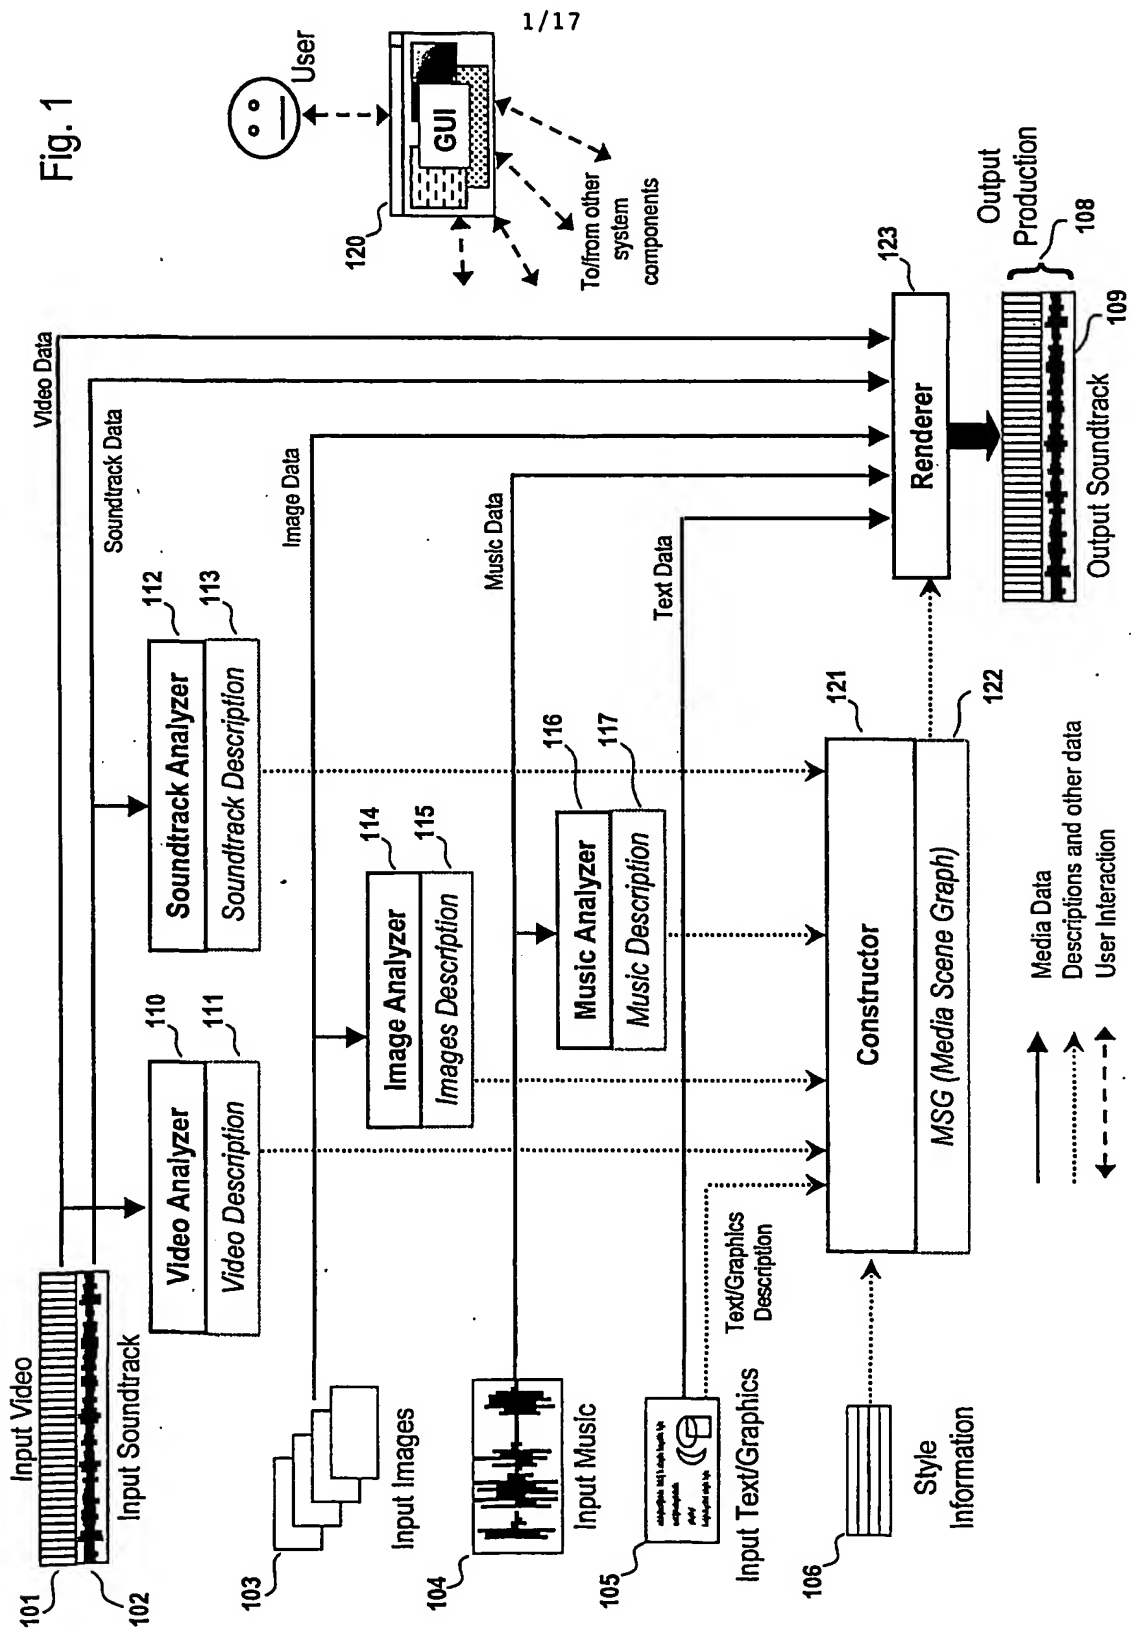 1/17
Fig. 1
User
GUI
120
To/from other
system
components
Input Video
101
102
Input Soundtrack
Video Data
Soundtrack Data
Video Analyzer
110
Video Description
111
Soundtrack Analyzer
112
Soundtrack Description
113
103
Input Images
Image Data
Image Analyzer
114
Images Description
115
104
Input Music
Music Data
Music Analyzer
116
Music Description
117
105
Input Text/Graphics
Text Data
Text/Graphics
Description
106
Style
Information
Constructor
121
MSG (Media Scene Graph)
122
Renderer
123
Output
Production
108
109
Output Soundtrack
Media Data
Descriptions and other data
User Interaction